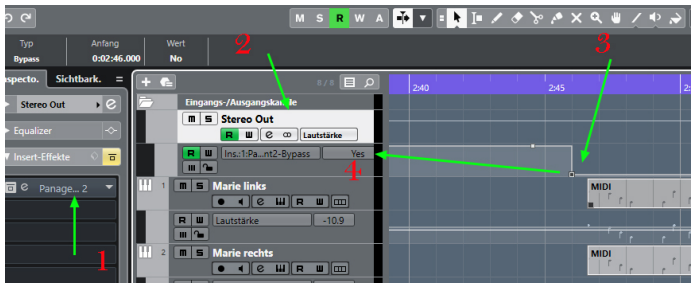 M S R W A
2
3
Typ Anfang Wert
Bypass 0:02:46.000 No
Inspecto. Sichtbark.
8 / 8
2:40 2:45
Eingangs-/Ausgangskanäle
Stereo Out e
m S Stereo Out
R W e Lautstärke
Equalizer
R W Ins.:1:Pa...nt2-Bypass Yes
4
Insert-Effekte
1 m S Marie links
MIDI
e Panage... 2
e R W
R W Lautstärke -10.9
1
2 m S Marie rechts
MIDI
e R W